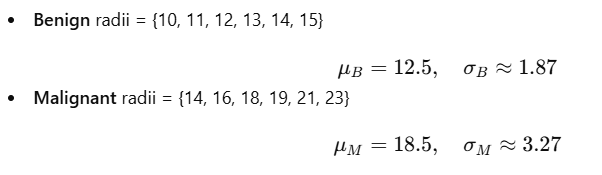 • Benign radii = {10, 11, 12, 13, 14, 15}
μB = 12.5, σB ≈ 1.87
• Malignant radii = {14, 16, 18, 19, 21, 23}
μM = 18.5, σM ≈ 3.27